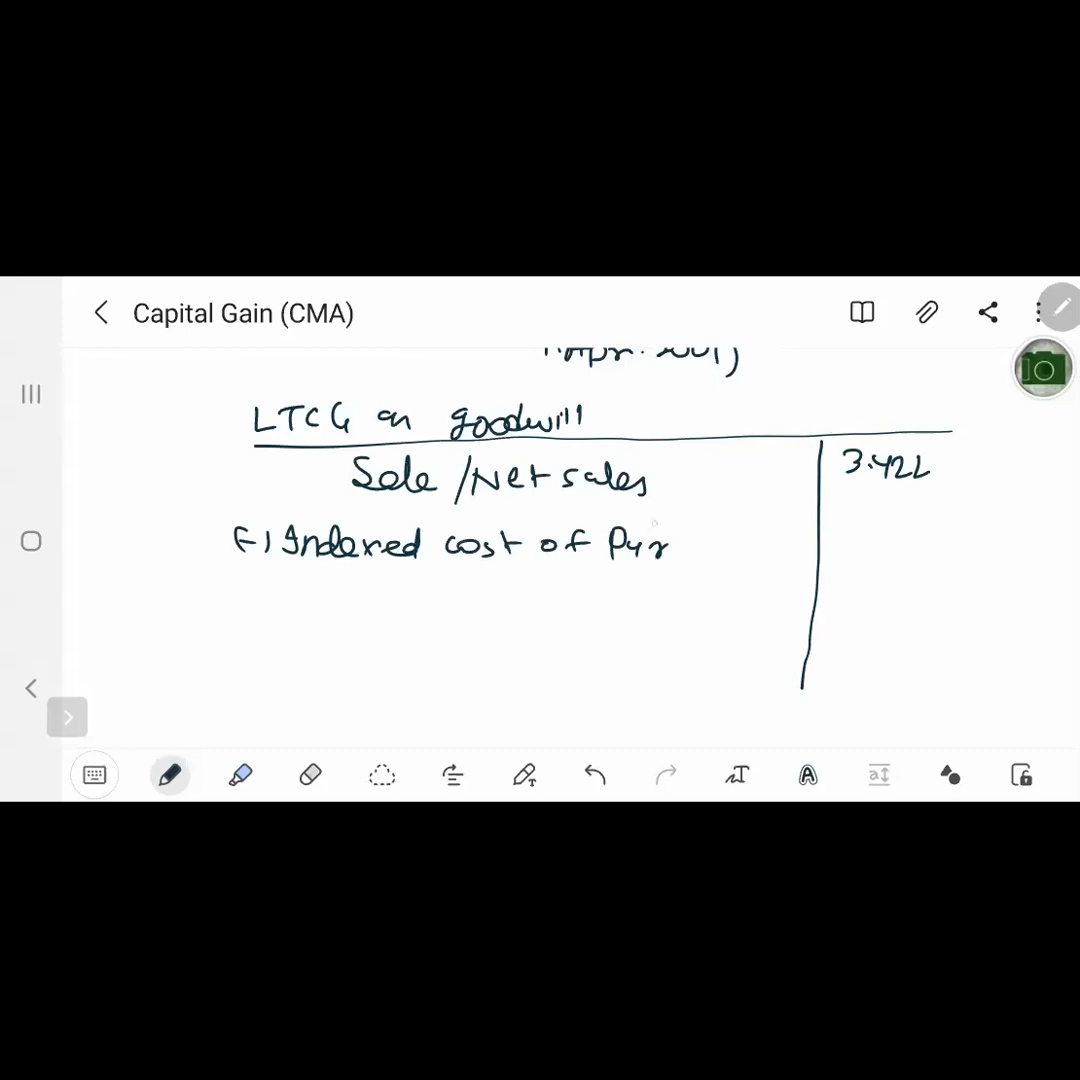 Capital Gain (CMA)
LTCG on goodwill
Sale/Net sales 3.42L
(-) Indexed cost of Pur